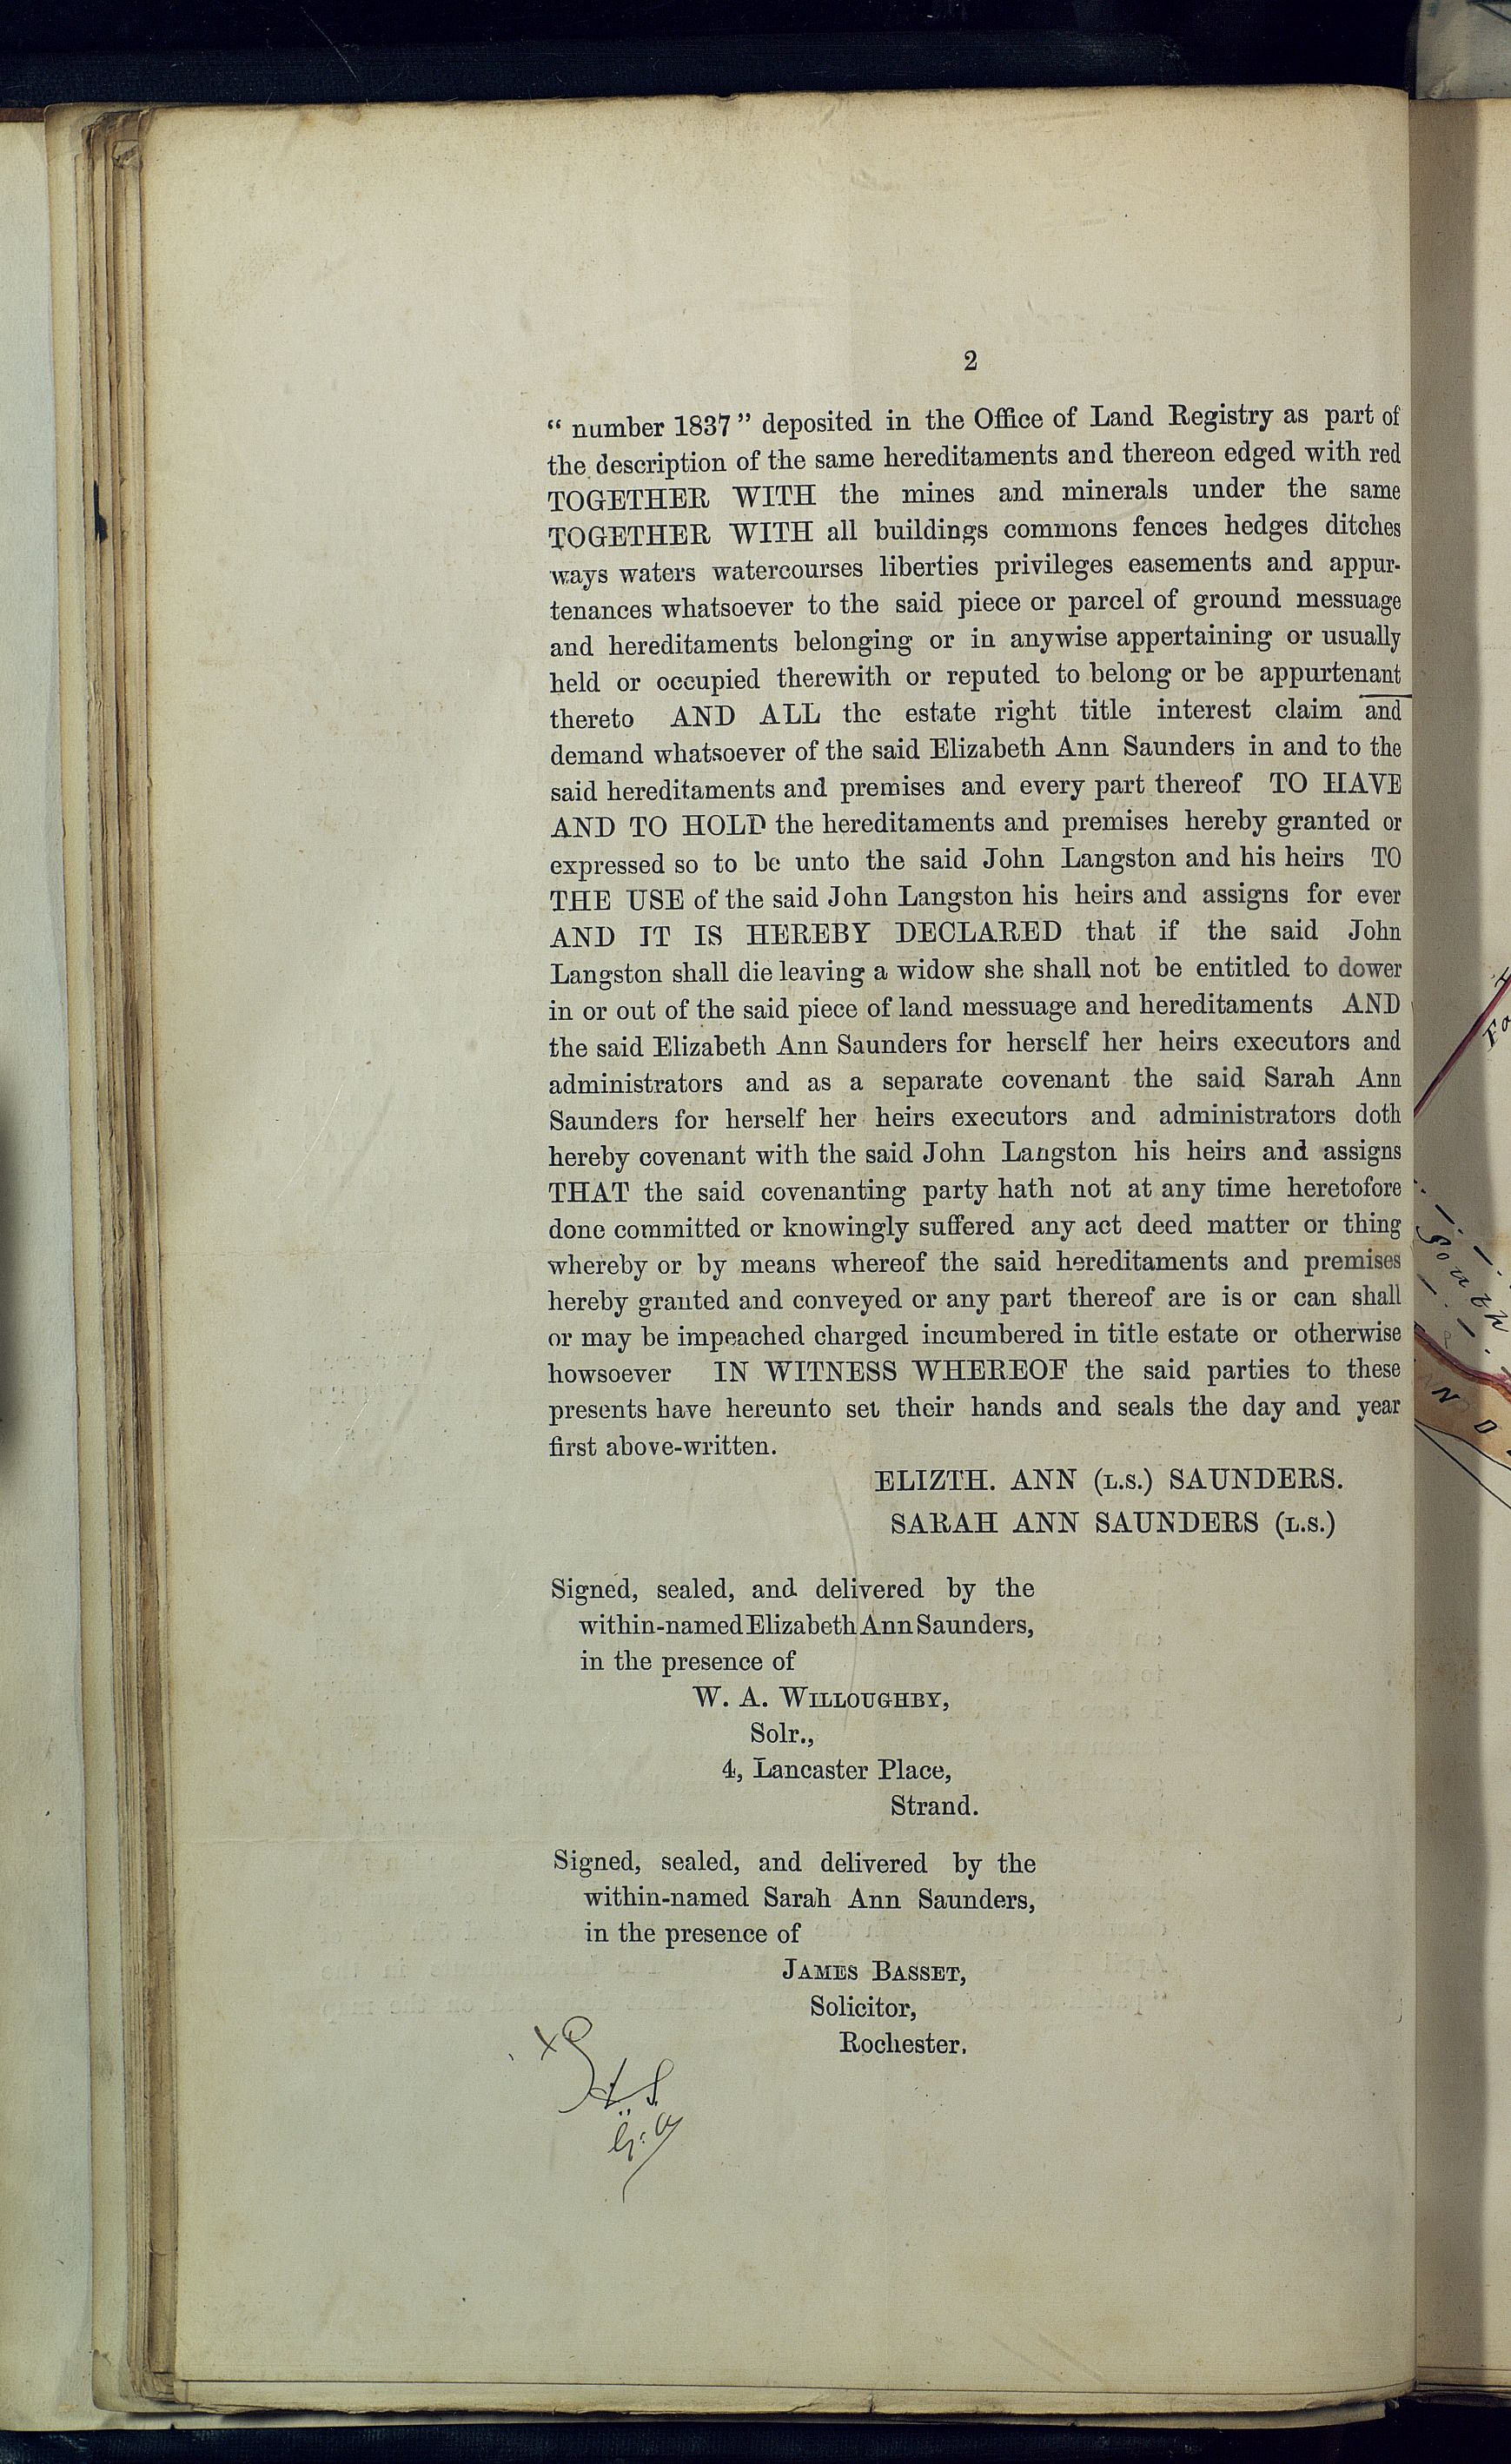 2
“ number 1837 ” deposited in the Office of Land Registry as part of
the description of the same hereditaments and thereon edged with red
TOGETHER WITH the mines and minerals under the same
TOGETHER WITH all buildings commons fences hedges ditches
ways waters watercourses liberties privileges easements and appur-
tenances whatsoever to the said piece or parcel of ground messuage
and hereditaments belonging or in anywise appertaining or usually
held or occupied therewith or reputed to belong or be appurtenant
thereto AND ALL the estate right title interest claim and
demand whatsoever of the said Elizabeth Ann Saunders in and to the
said hereditaments and premises and every part thereof TO HAVE
AND TO HOLD the hereditaments and premises hereby granted or
expressed so to be unto the said John Langston and his heirs TO
THE USE of the said John Langston his heirs and assigns for ever
AND IT IS HEREBY DECLARED that if the said John
Langston shall die leaving a widow she shall not be entitled to dower
in or out of the said piece of land messuage and hereditaments AND
the said Elizabeth Ann Saunders for herself her heirs executors and
administrators and as a separate covenant the said Sarah Ann
Saunders for herself her heirs executors and administrators doth
hereby covenant with the said John Langston his heirs and assigns
THAT the said covenanting party hath not at any time heretofore
done committed or knowingly suffered any act deed matter or thing
whereby or by means whereof the said hereditaments and premises
hereby granted and conveyed or any part thereof are is or can shall
or may be impeached charged incumbered in title estate or otherwise
howsoever IN WITNESS WHEREOF the said parties to these
presents have hereunto set their hands and seals the day and year
first above-written.
ELIZTH. ANN (L.S.) SAUNDERS.
SARAH ANN SAUNDERS (L.S.)
Signed, sealed, and delivered by the
within-named Elizabeth Ann Saunders,
in the presence of
W. A. WILLOUGHBY,
Solr.,
4, Lancaster Place,
Strand.
Signed, sealed, and delivered by the
within-named Sarah Ann Saunders,
in the presence of
JAMES BASSET,
Solicitor,
Rochester.